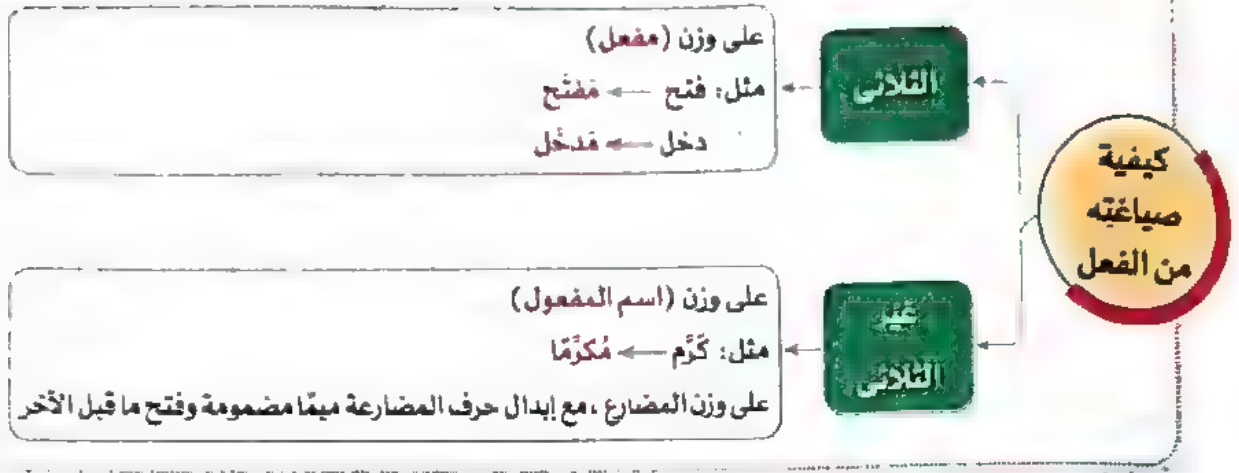 كيفية
صياغته
من الفعل
الثلاثي
على وزن (مفعل)
مثل: فتح ← مَفتَح
دخل ← مَدخَل
غير
الثلاثي
على وزن (اسم المفعول)
مثل: كَرَّم ← مُكرَّمًا
على وزن المضارع، مع إبدال حرف المضارعة ميمًا مضمومة وفتح ما قبل الآخر